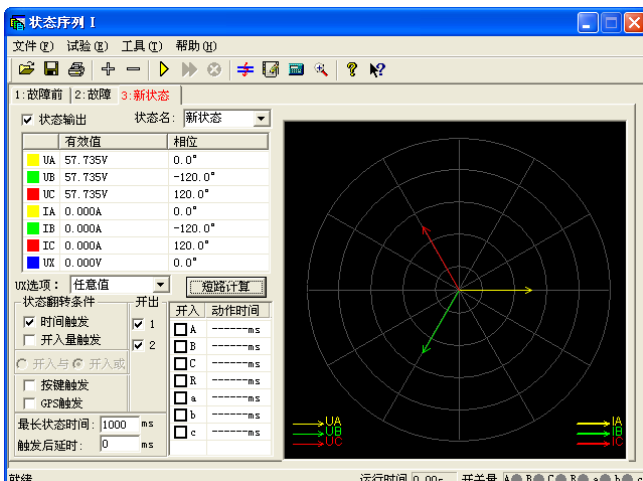 状态序列 I
文件(F) 试验(E) 工具(T) 帮助(H)
1:故障前 2:故障 3:新状态
状态输出 状态名: 新状态
有效值 相位
UA 57.735V 0.0°
UB 57.735V -120.0°
UC 57.735V 120.0°
IA 0.000A 0.0°
IB 0.000A -120.0°
IC 0.000A 120.0°
UX 0.000V 0.0°
UX选项: 任意值 短路计算
状态翻转条件 开出 开入 动作时间
时间触发 1 A ------ms
开入量触发 2 B ------ms
开入与 开入或 C ------ms
R ------ms
按键触发 a ------ms
GPS触发 b ------ms
最长状态时间: 1000 ms c ------ms
触发后延时: 0 ms
UA IA
UB IB
UC IC
就绪 运行时间 0.00s 开关量 A B C R a b c